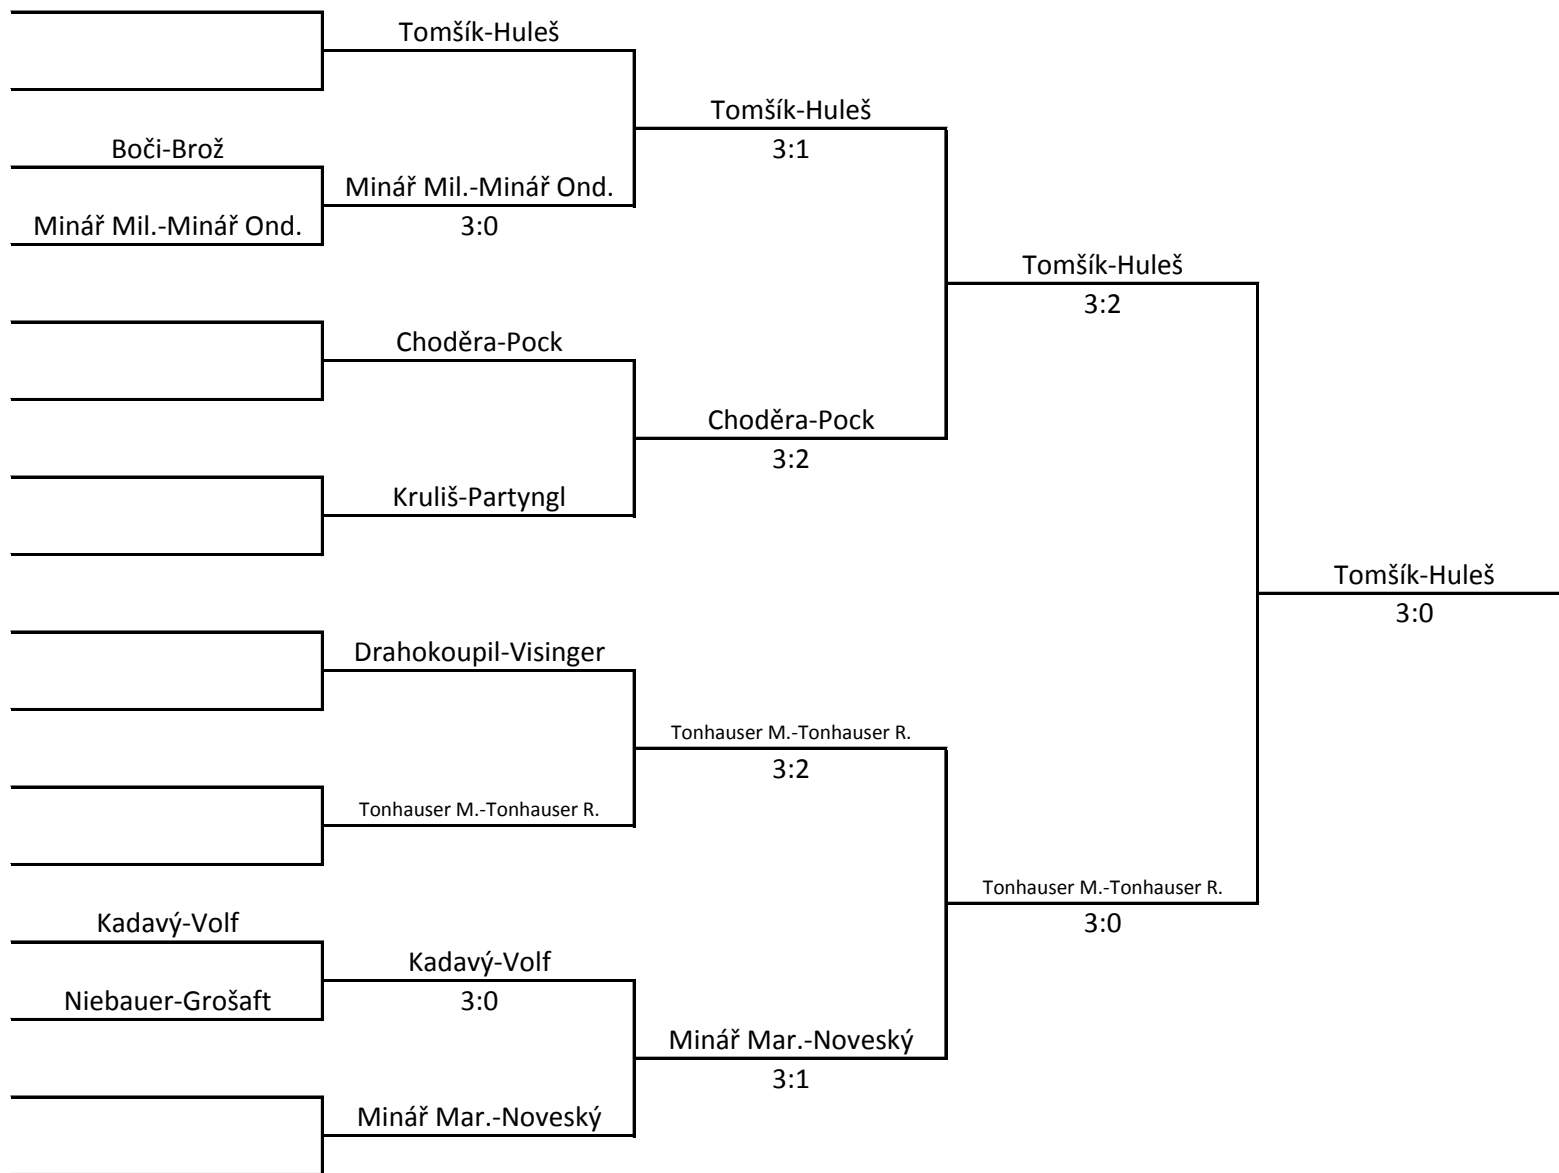 Tomšík-Huleš
Tomšík-Huleš
3:1
Boči-Brož
Minář Mil.-Minář Ond.
Minář Mil.-Minář Ond.
3:0
Tomšík-Huleš
3:2
Choděra-Pock
Choděra-Pock
3:2
Kruliš-Partyngl
Tomšík-Huleš
3:0
Drahokoupil-Visinger
Tonhauser M.-Tonhauser R.
3:2
Tonhauser M.-Tonhauser R.
Tonhauser M.-Tonhauser R.
3:0
Kadavý-Volf
Kadavý-Volf
3:0
Niebauer-Grošaft
Minář Mar.-Noveský
3:1
Minář Mar.-Noveský